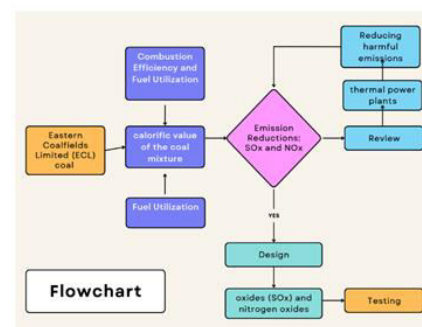 Combustion
Efficiency and
Fuel Utilization
Reducing
harmful
emissions
thermal power
plants
Eastern
Coalfields
Limited (ECL)
coal
calorific value
of the coal
mixture
Emission
Reductions:
SOx and NOx
Review
Fuel Utilization
YES
Design
Flowchart
oxides (SOx) and
nitrogen oxides
Testing